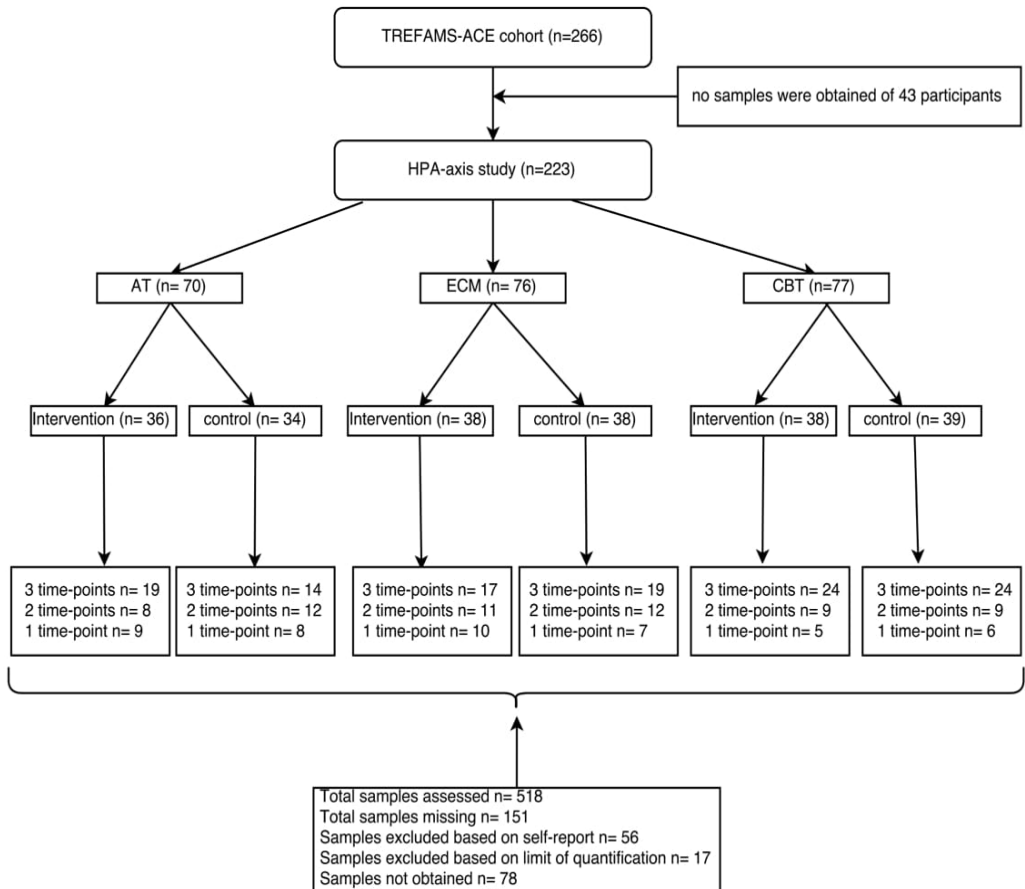 TREFAMS-ACE cohort (n=266)
no samples were obtained of 43 participants
HPA-axis study (n=223)
AT (n= 70)
ECM (n= 76)
CBT (n=77)
Intervention (n= 36)
control (n= 34)
Intervention (n= 38)
control (n= 38)
Intervention (n= 38)
control (n= 39)
3 time-points n= 19
2 time-points n= 8
1 time-point n= 9
3 time-points n= 14
2 time-points n= 12
1 time-point n= 8
3 time-points n= 17
2 time-points n= 11
1 time-point n= 10
3 time-points n= 19
2 time-points n= 12
1 time-point n= 7
3 time-points n= 24
2 time-points n= 9
1 time-point n= 5
3 time-points n= 24
2 time-points n= 9
1 time-point n= 6
Total samples assessed n= 518
Total samples missing n= 151
Samples excluded based on self-report n= 56
Samples excluded based on limit of quantification n= 17
Samples not obtained n= 78